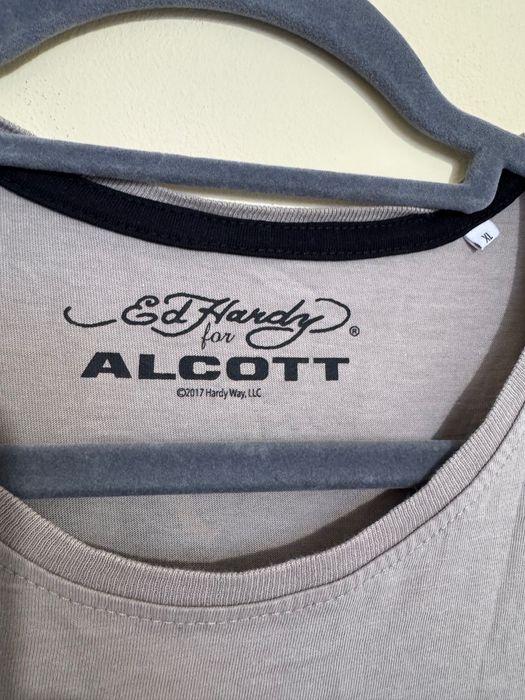 Ed Hardy ®
for
ALCOTT
©2017 Hardy Way, LLC
XL